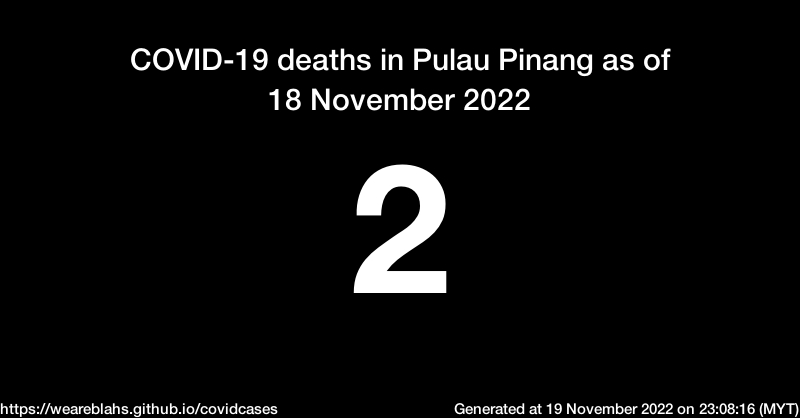 COVID-19 deaths in Pulau Pinang as of
18 November 2022
2
https://weareblahs.github.io/covidcases
Generated at 19 November 2022 on 23:08:16 (MYT)